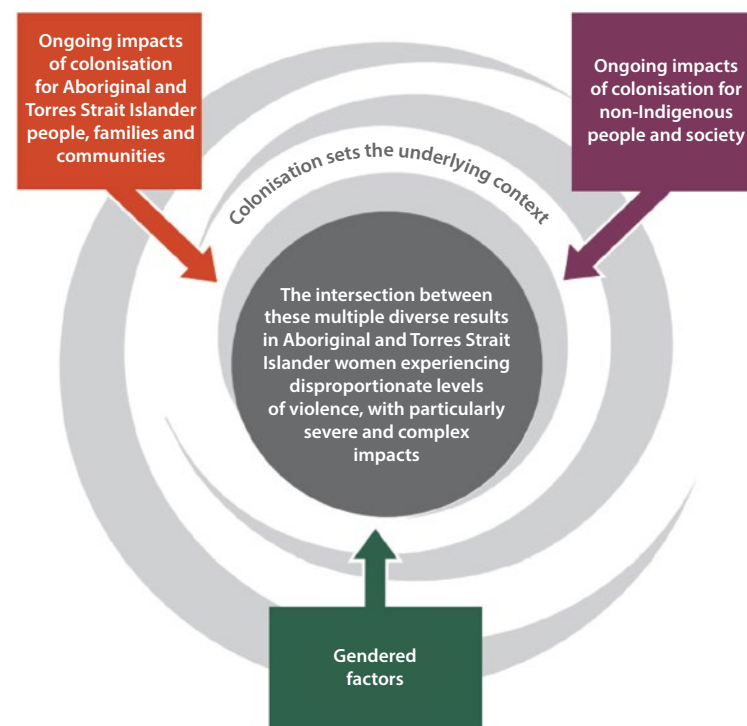 Ongoing impacts
of colonisation
for Aboriginal and
Torres Strait Islander
people, families and
communities
Ongoing impacts
of colonisation for
non-Indigenous
people and society
Colonisation sets the underlying context
The intersection between
these multiple diverse results
in Aboriginal and Torres Strait
Islander women experiencing
disproportionate levels
of violence, with particularly
severe and complex
impacts
Gendered
factors